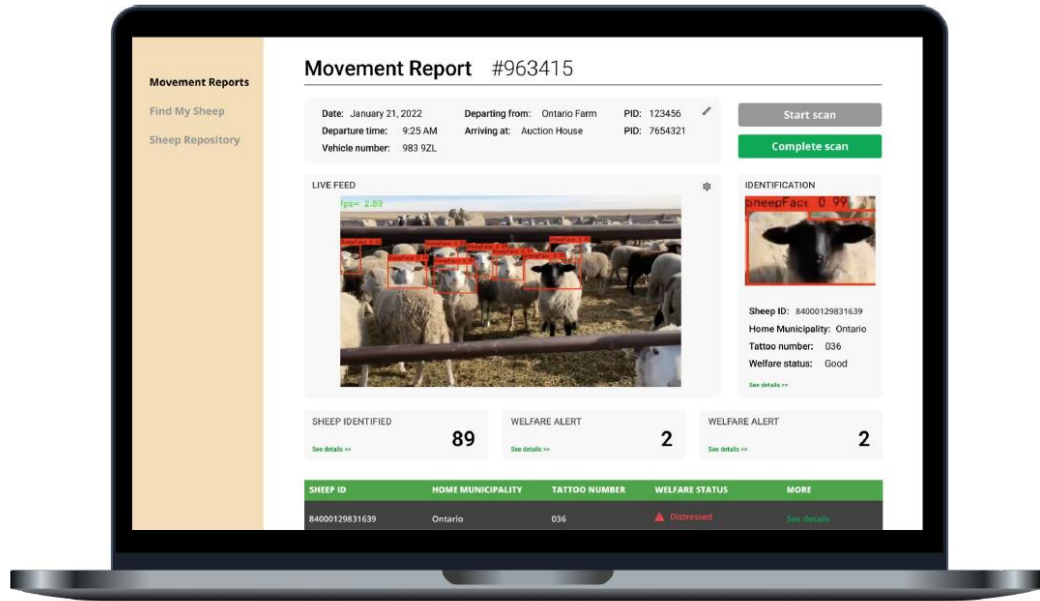 Movement Reports
Find My Sheep
Sheep Repository
Movement Report #963415
Date: January 21, 2022
Departing from: Ontario Farm
PID: 123456
Departure time: 9:25 AM
Arriving at: Auction House
PID: 7654321
Vehicle number: 983 9ZL
Start scan
Complete scan
LIVE FEED
fps= 2.89
IDENTIFICATION
SheepFace 0.99
Sheep ID: 84000129831639
Home Municipality: Ontario
Tattoo number: 036
Welfare status: Good
See details >>
SHEEP IDENTIFIED
89
See details >>
WELFARE ALERT
2
See details >>
WELFARE ALERT
2
See details >>
SHEEP ID HOME MUNICIPALITY TATTOO NUMBER WELFARE STATUS MORE
84000129831639 Ontario 036 Distressed See details